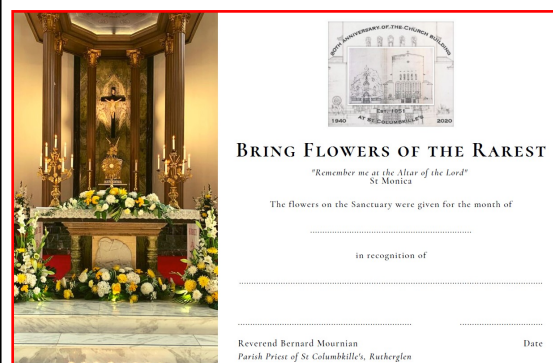 80TH ANNIVERSARY OF THE CHURCH BUILDING
Est. 1851
1940
AT ST COLUMBKILLE'S
2020
BRING FLOWERS OF THE RAREST
"Remember me at the Altar of the Lord"
St Monica
The flowers on the Sanctuary were given for the month of
in recognition of
Reverend Bernard Mournian
Date
Parish Priest of St Columbkille's, Rutherglen